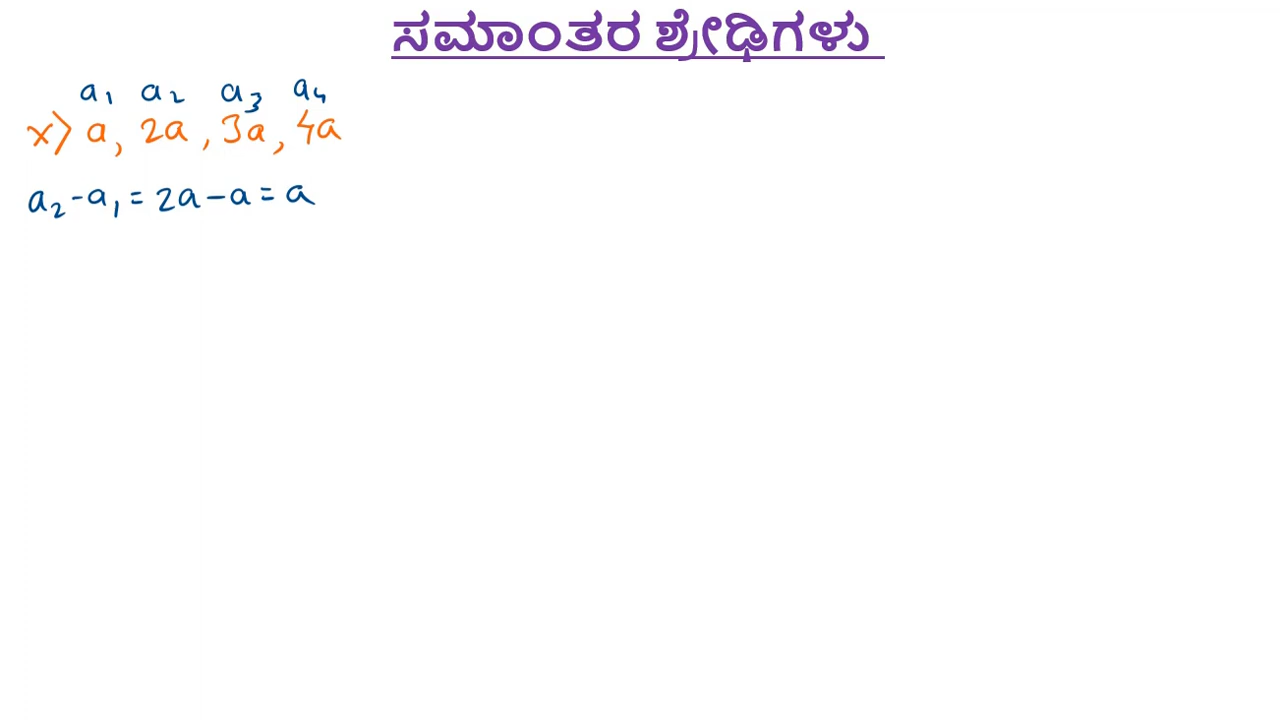 ಸಮಾಂತರ ಶ್ರೇಢಿಗಳು
a₁ a₂ a₃ a₄
x) a, 2a, 3a, 4a
a₂-a₁ = 2a-a = a